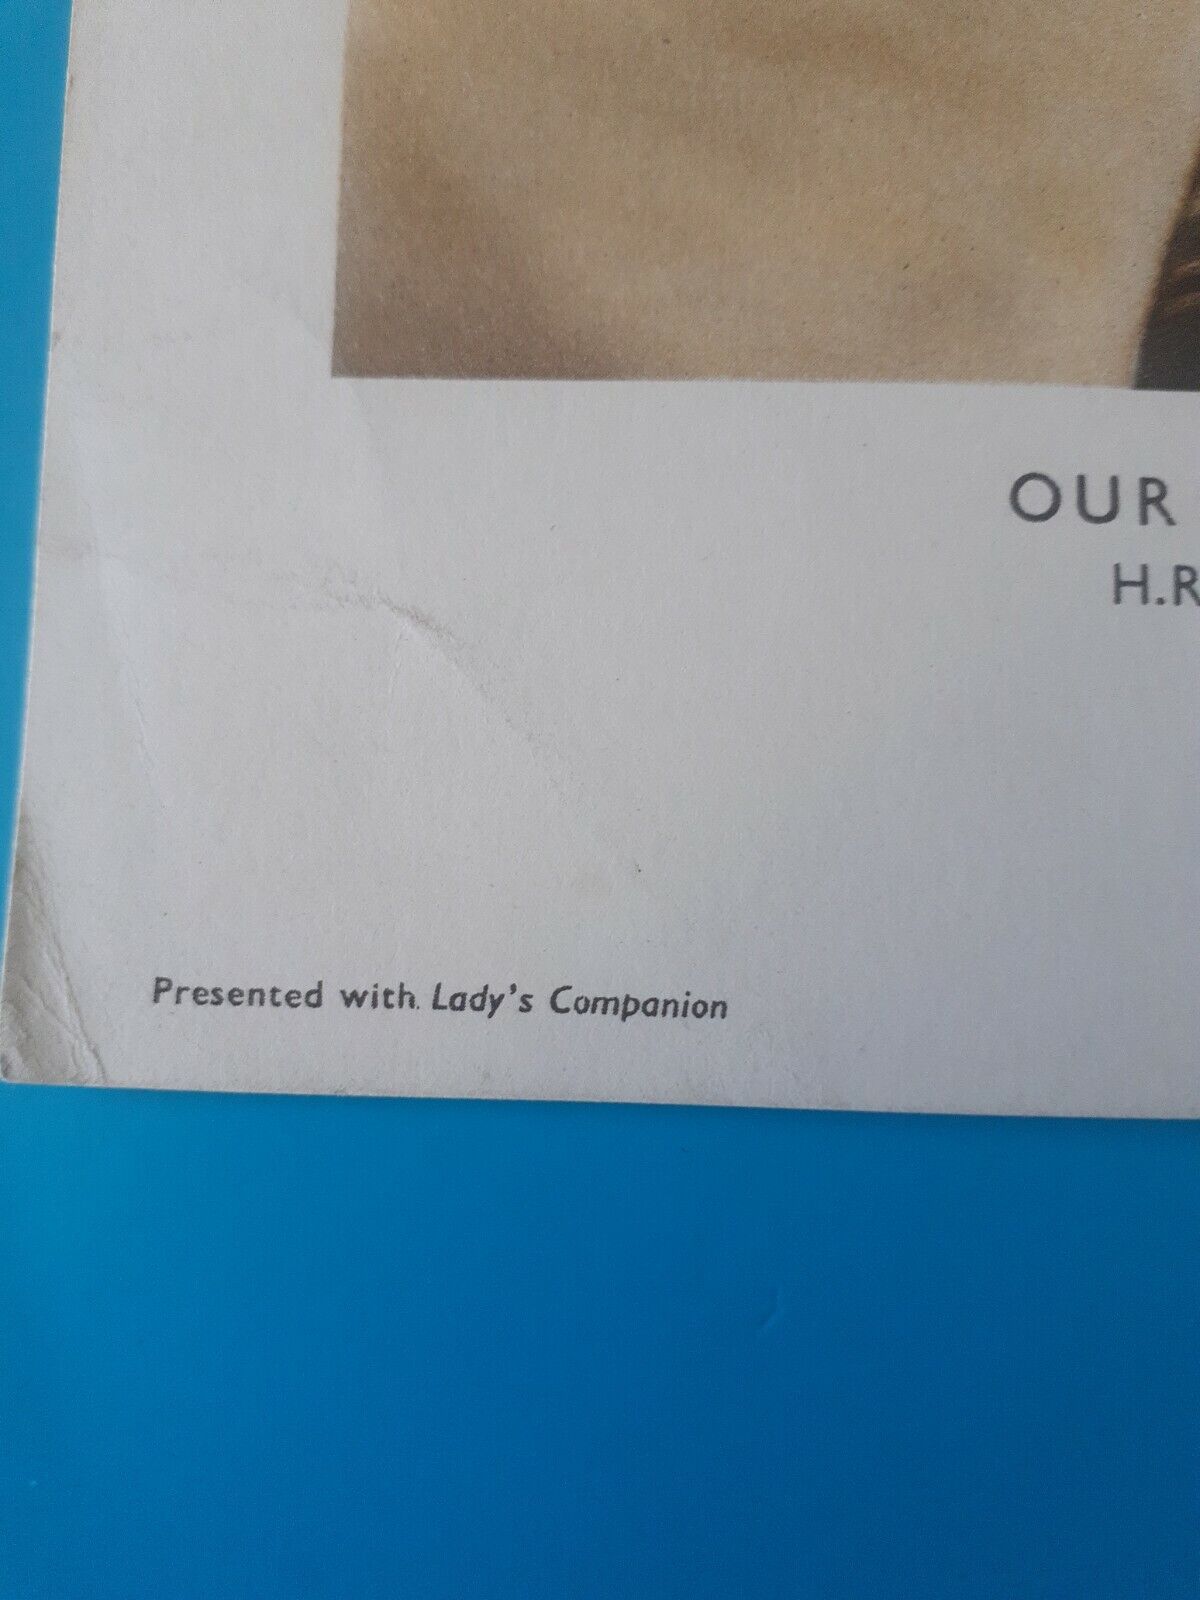 OUR
H.R
Presented with Lady's Companion